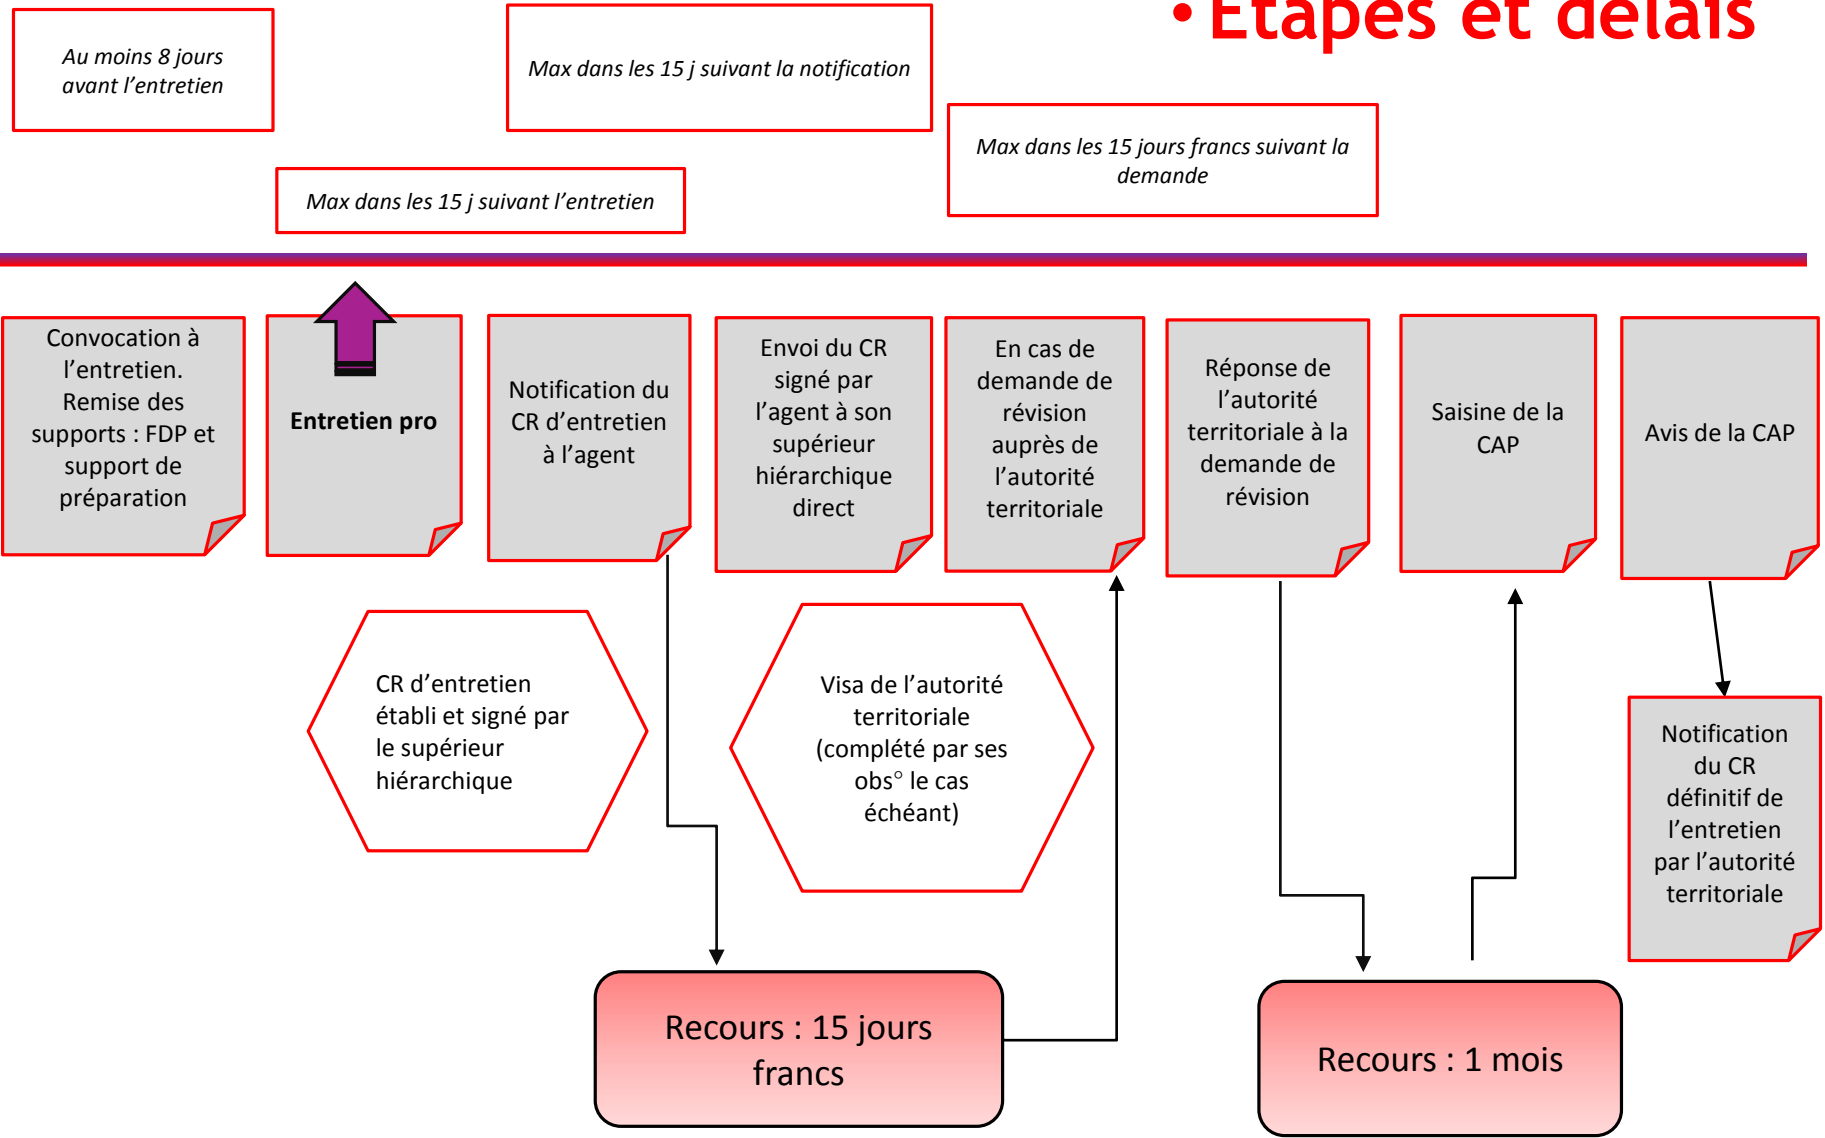 • Etapes et délais
Au moins 8 jours
avant l’entretien
Max dans les 15 j suivant la notification
Max dans les 15 jours francs suivant la
demande
Max dans les 15 j suivant l’entretien
Convocation à
l’entretien.
Remise des
supports : FDP et
support de
préparation
Entretien pro
Notification du
CR d’entretien
à l’agent
Envoi du CR
signé par
l’agent à son
supérieur
hiérarchique
direct
En cas de
demande de
révision
auprès de
l’autorité
territoriale
Réponse de
l’autorité
territoriale à la
demande de
révision
Saisine de la
CAP
Avis de la CAP
CR d’entretien
établi et signé par
le supérieur
hiérarchique
Visa de l’autorité
territoriale
(complété par ses
obs° le cas
échéant)
Notification
du CR
définitif de
l’entretien
par l’autorité
territoriale
Recours : 15 jours
francs
Recours : 1 mois